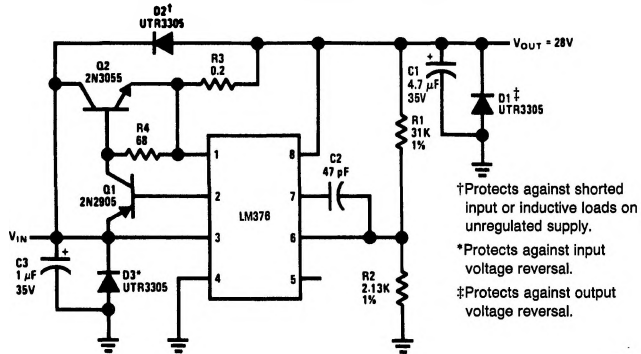 D2†
UTR3305
Q2
2N3055
R3
0.2
VOUT = 28V
C1
4.7 µF
35V
+
D1‡
UTR3305
R4
68
R1
31K
1%
1
8
C2
47 pF
Q1
2N2905
2
7
LM376
VIN
3
6
C3
1 µF
35V
+
D3*
UTR3305
4
5
R2
2.13K
1%
†Protects against shorted
input or inductive loads on
unregulated supply.
*Protects against input
voltage reversal.
‡Protects against output
voltage reversal.